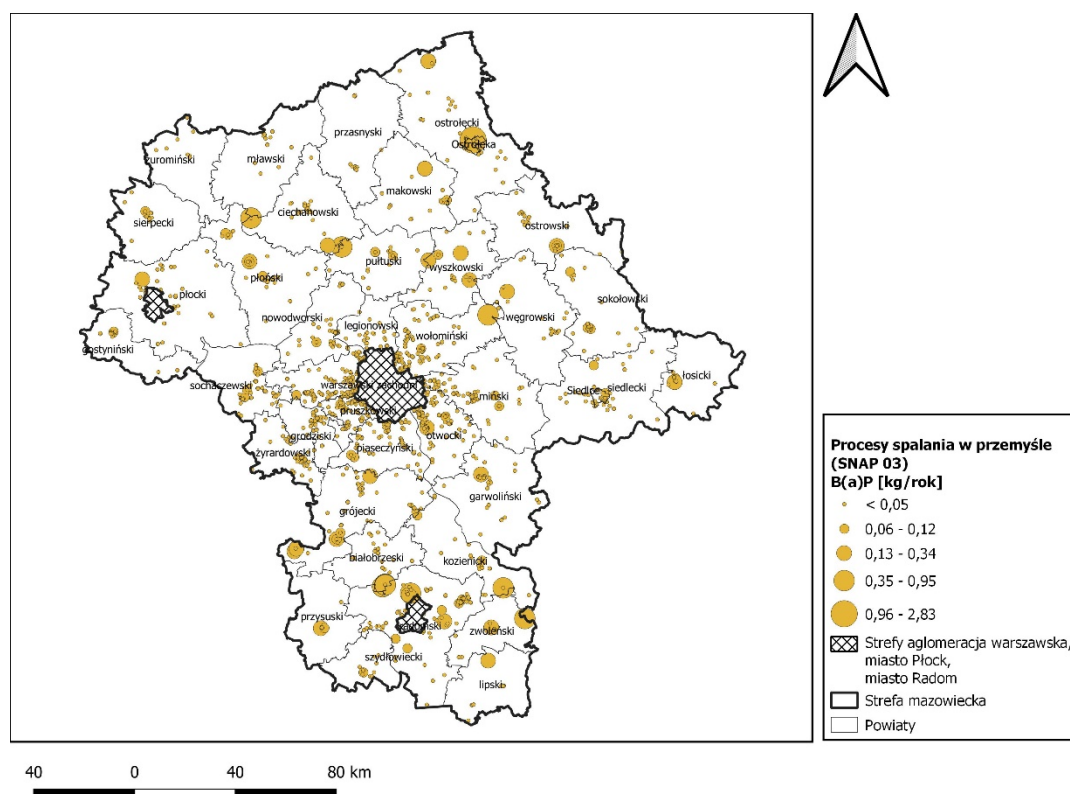 przasnyski
ostrołęcki
Ostrołęka
żuromiński
mławski
makowski
ciechanowski
sierpecki
ostrowski
pułtuski
wyszkowski
płoński
płocki
sokołowski
nowodworski
węgrowski
legionowski
wołomiński
gostyniński
łosicki
sochaczewski
warszawski zachodni
Siedlce
siedlecki
miński
pruszkowski
grodziski
otwocki
żyrardowski
piaseczyński
garwoliński
grójecki
białobrzeski
kozienicki
przysuski
radomski
zwoleński
szydłowiecki
lipski
Procesy spalania w przemyśle
(SNAP 03)
B(a)P [kg/rok]
< 0,05
0,06 - 0,12
0,13 - 0,34
0,35 - 0,95
0,96 - 2,83
Strefy aglomeracja warszawska,
miasto Płock,
miasto Radom
Strefa mazowiecka
Powiaty
40 0 40 80 km